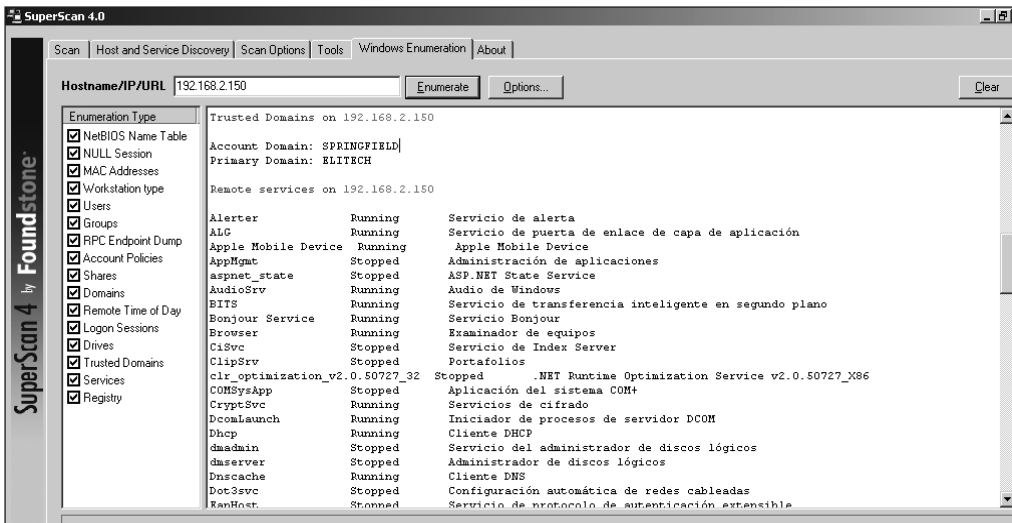 SuperScan 4.0
Scan Host and Service Discovery Scan Options Tools Windows Enumeration About
Hostname/IP/URL 192.168.2.150 Enumerate Options... Clear
SuperScan 4 by Foundstone
Enumeration Type
NetBIOS Name Table
NULL Session
MAC Addresses
Workstation type
Users
Groups
RPC Endpoint Dump
Account Policies
Shares
Domains
Remote Time of Day
Logon Sessions
Drives
Trusted Domains
Services
Registry
Trusted Domains on 192.168.2.150
Account Domain: SPRINGFIELD
Primary Domain: ELITECH
Remote services on 192.168.2.150
Alerter Running Servicio de alerta
ALG Running Servicio de puerta de enlace de capa de aplicación
Apple Mobile Device Running Apple Mobile Device
AppMgmt Stopped Administración de aplicaciones
aspnet_state Stopped ASP.NET State Service
AudioSrv Running Audio de Windows
BITS Running Servicio de transferencia inteligente en segundo plano
Bonjour Service Running Servicio Bonjour
Browser Running Examinador de equipos
CiSvc Stopped Servicio de Index Server
ClipSrv Stopped Portafolios
clr_optimization_v2.0.50727_32 Stopped .NET Runtime Optimization Service v2.0.50727_X86
COMSysApp Stopped Aplicación del sistema COM+
CryptSvc Running Servicios de cifrado
DcomLaunch Running Iniciador de procesos de servidor DCOM
Dhcp Running Cliente DHCP
dmadmin Stopped Servicio del administrador de discos lógicos
dmserver Stopped Administrador de discos lógicos
Dnscache Running Cliente DNS
Dot3svc Stopped Configuración automática de redes cableadas
EapHost Stopped Servicio de protocolo de autenticación extensible